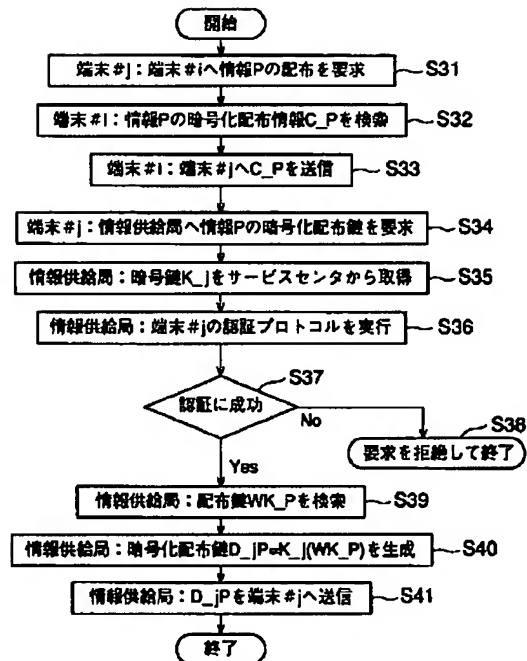 開始
端末#j:端末#iへ情報Pの配布を要求
S31
端末#i:情報Pの暗号化配布情報C_Pを検索
S32
端末#i:端末#jへC_Pを送信
S33
端末#j:情報供給局へ情報Pの暗号化配布鍵を要求
S34
情報供給局:暗号鍵K_jをサービスセンタから取得
S35
情報供給局:端末#jの認証プロトコルを実行
S36
S37
認証に成功
No
S38
要求を拒絶して終了
Yes
情報供給局:配布鍵WK_Pを検索
S39
情報供給局:暗号化配布鍵D_jP=K_j(WK_P)を生成
S40
情報供給局:D_jPを端末#jへ送信
S41
終了